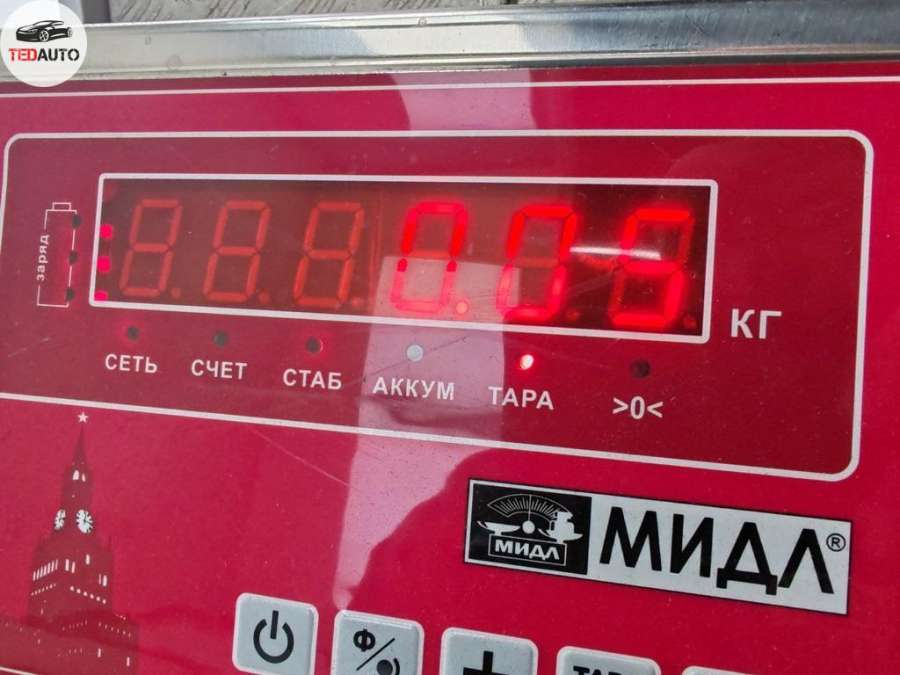 TEDAUTO
заряд
0.05
КГ
СЕТЬ СЧЕТ СТАБ АККУМ ТАРА >0<
МИДЛ МИДЛ®
Ф